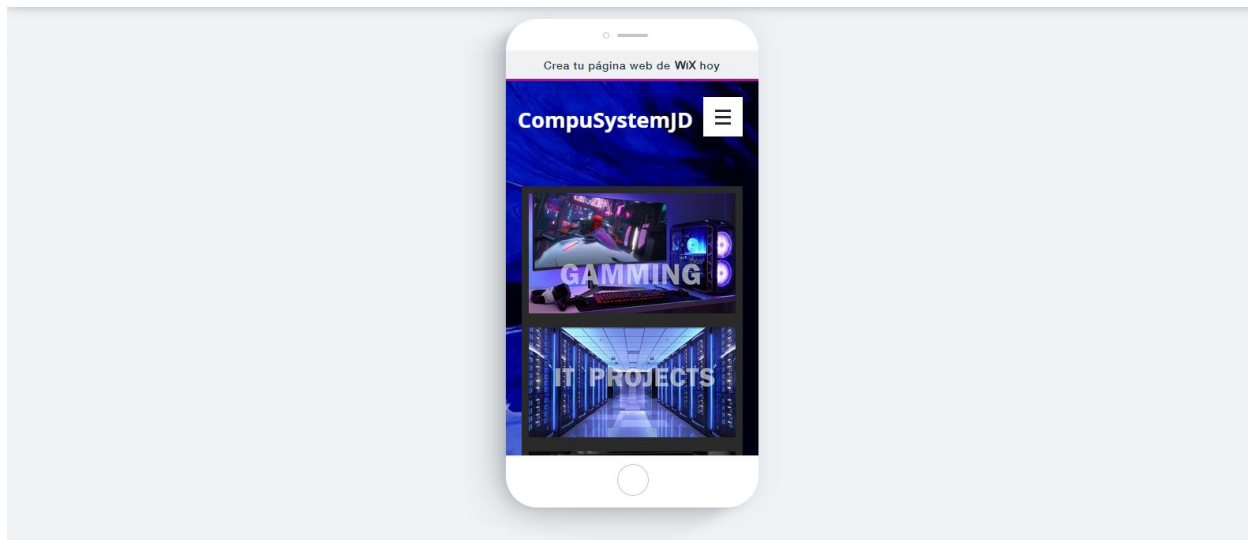 Crea tu página web de WiX hoy
CompuSystemJD
GAMMING
IT PROJECTS